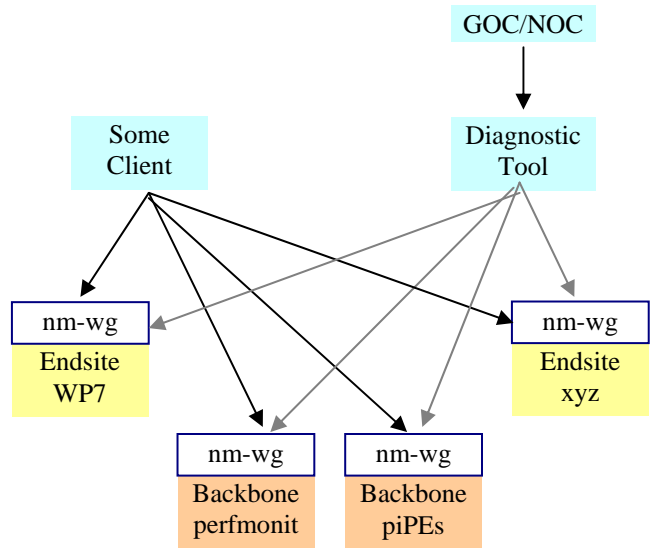 GOC/NOC
Some
Client
Diagnostic
Tool
nm-wg
Endsite
WP7
nm-wg
Endsite
xyz
nm-wg
Backbone
perfmonit
nm-wg
Backbone
piPEs